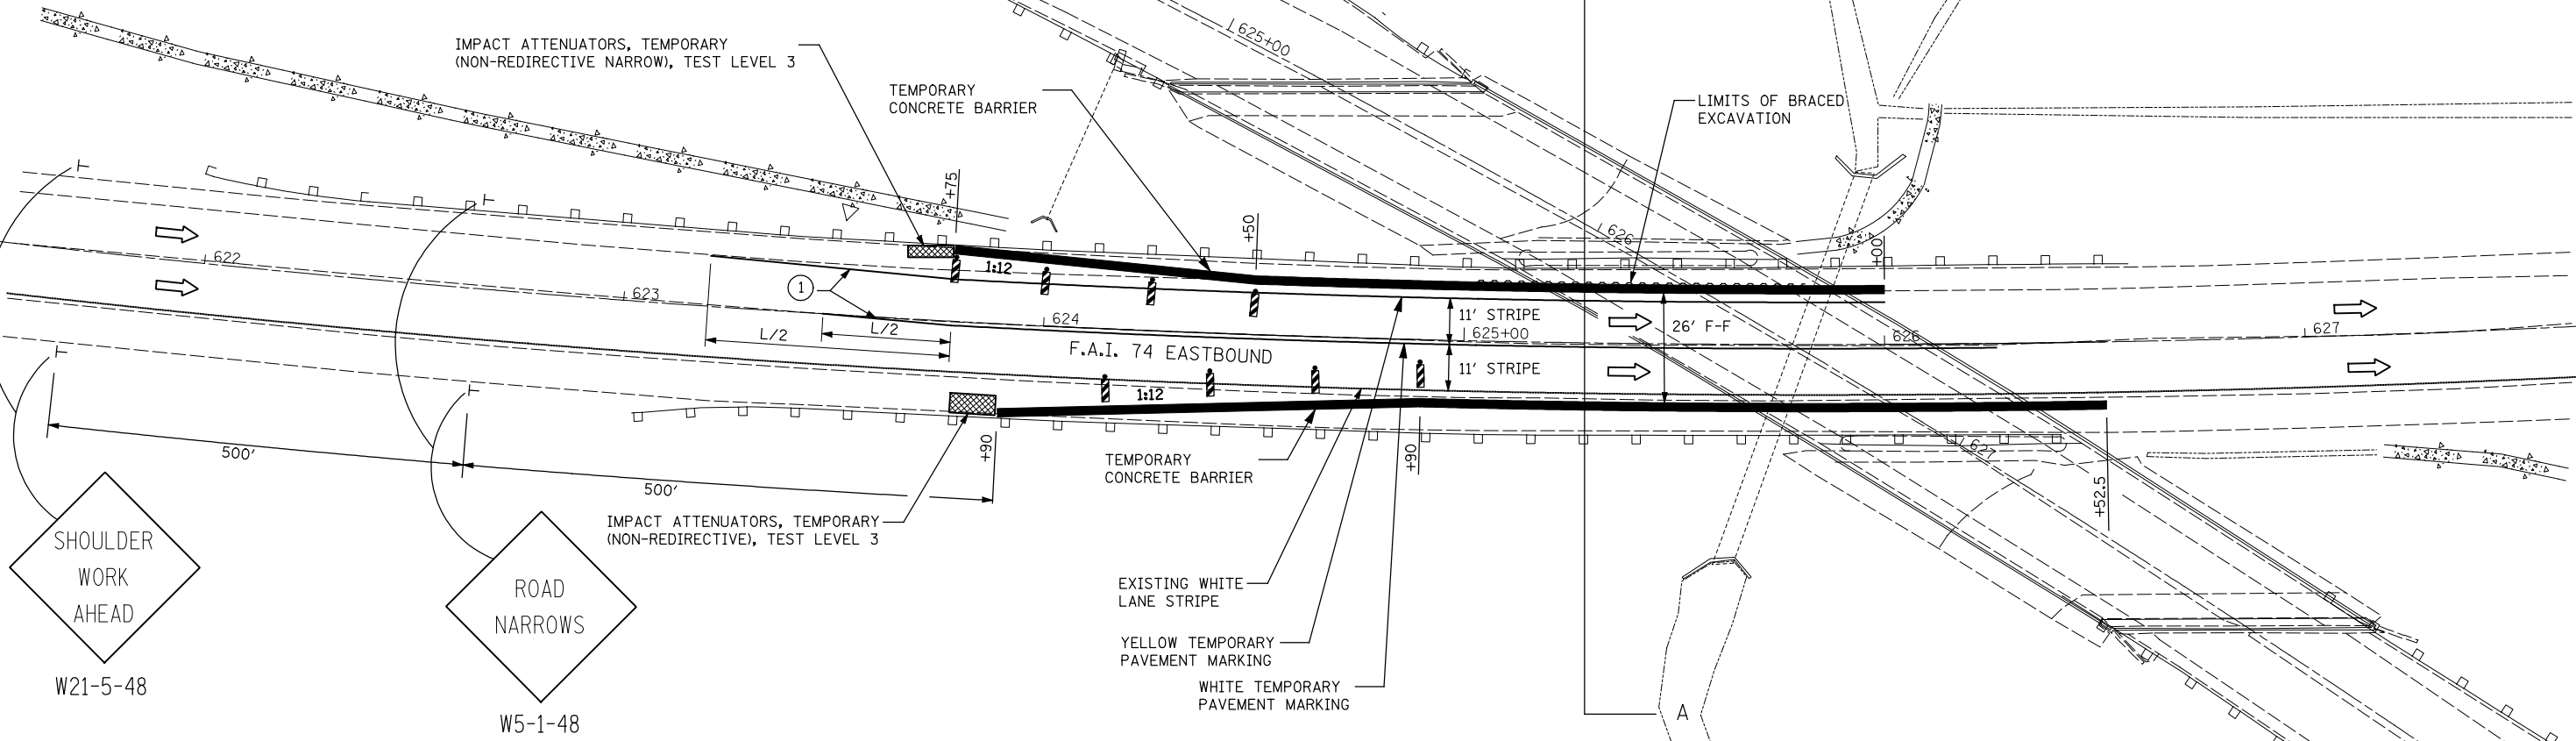 IMPACT ATTENUATORS, TEMPORARY
(NON-REDIRECTIVE NARROW), TEST LEVEL 3
TEMPORARY
CONCRETE BARRIER
625+00
LIMITS OF BRACED
EXCAVATION
+75
+50
+00
626
622
623
624
1:12
1
L/2
L/2
F.A.I. 74 EASTBOUND
11' STRIPE
625+00
11' STRIPE
26' F-F
626
627
1:12
500'
500'
+90
+90
TEMPORARY
CONCRETE BARRIER
627
+52.5
IMPACT ATTENUATORS, TEMPORARY
(NON-REDIRECTIVE), TEST LEVEL 3
SHOULDER
WORK
AHEAD
W21-5-48
ROAD
NARROWS
W5-1-48
EXISTING WHITE
LANE STRIPE
YELLOW TEMPORARY
PAVEMENT MARKING
WHITE TEMPORARY
PAVEMENT MARKING
A